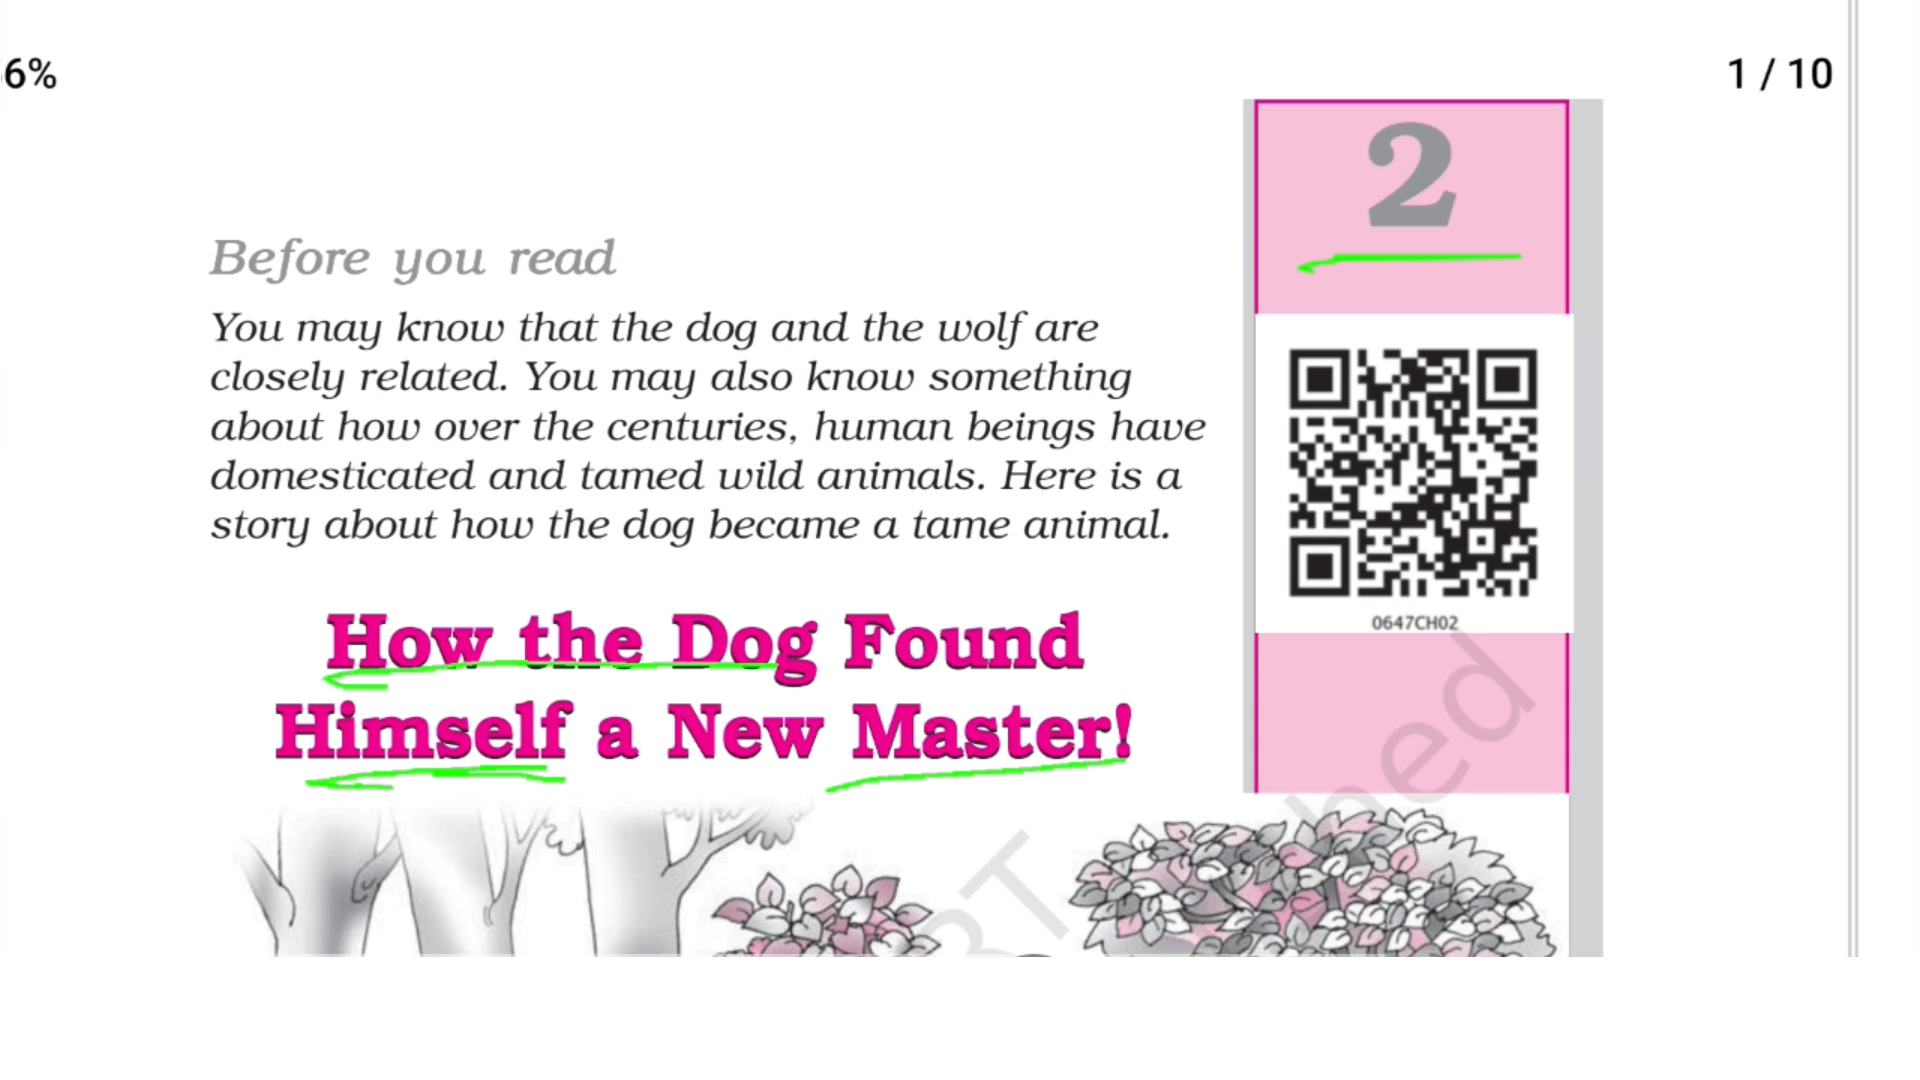 6%
1 / 10
2
Before you read
You may know that the dog and the wolf are
closely related. You may also know something
about how over the centuries, human beings have
domesticated and tamed wild animals. Here is a
story about how the dog became a tame animal.
0647CH02
How the Dog Found
Himself a New Master!